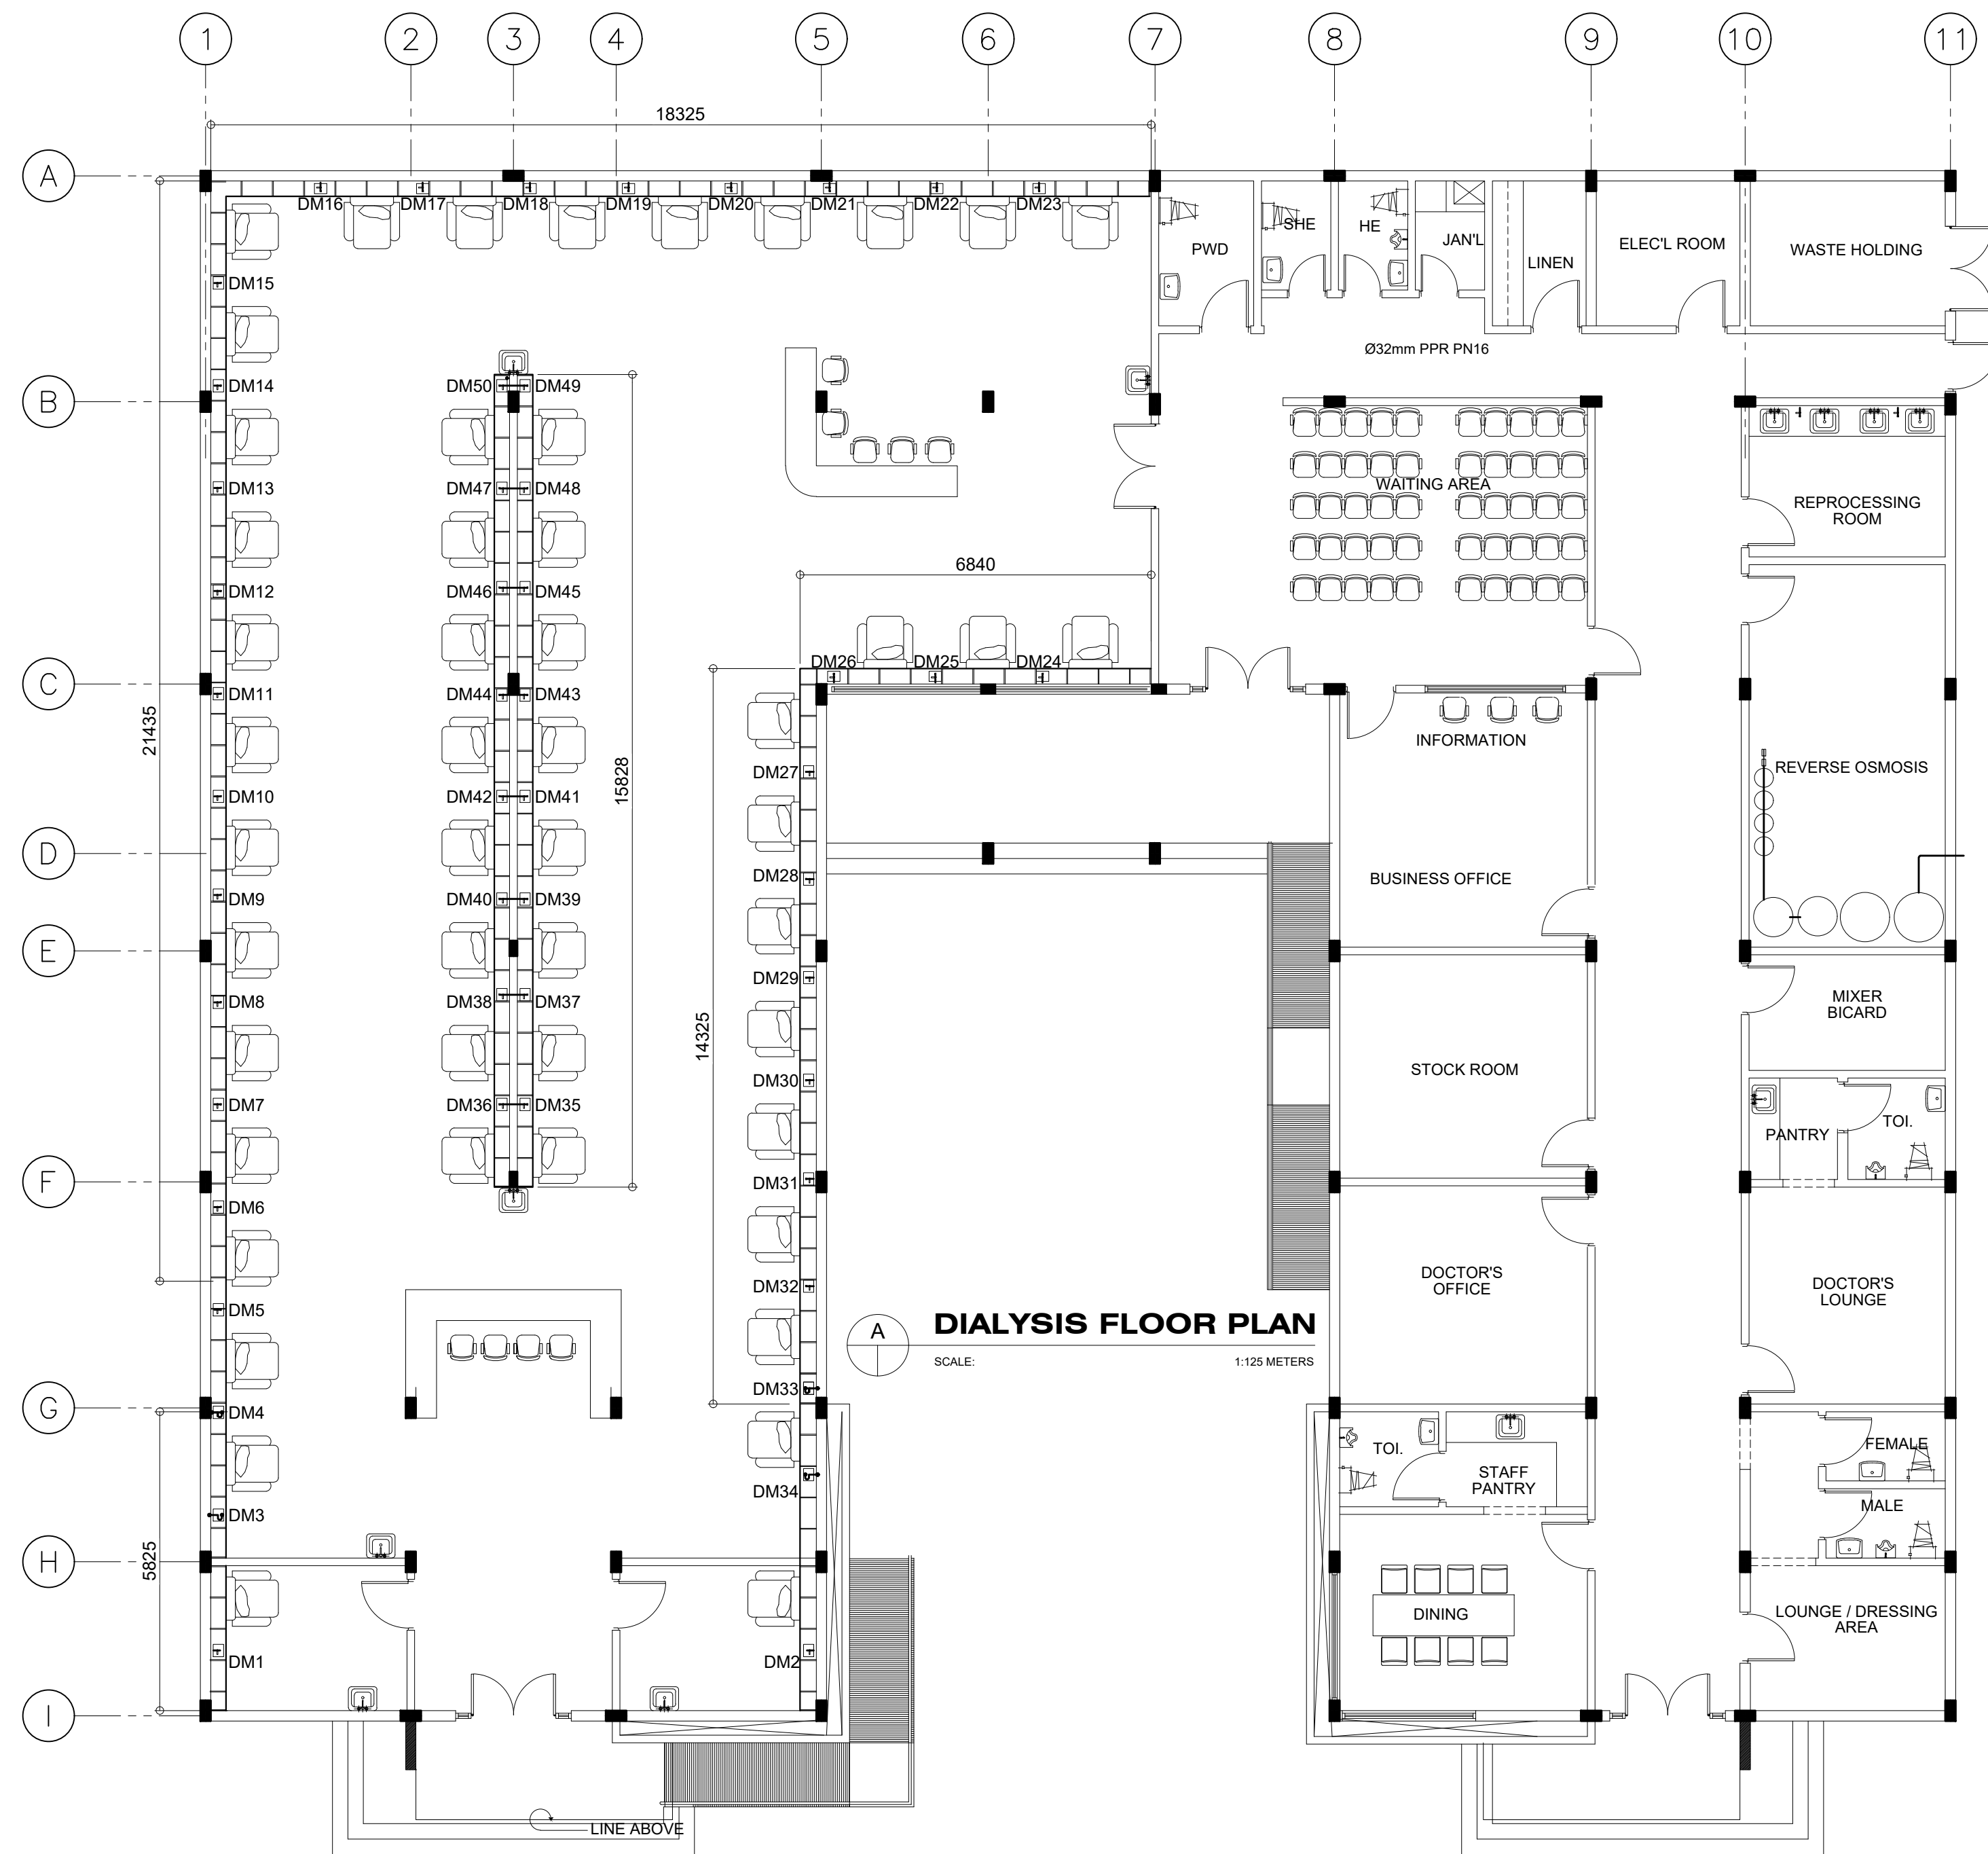 1 2 3 4 5 6 7 8 9 10 11
18325
A
DM16 DM17 DM18 DM19 DM20 DM21 DM22 DM23
PWD
SHE
HE
JAN'L
LINEN
ELEC'L ROOM
WASTE HOLDING
DM15
Ø32mm PPR PN16
DM14
DM50 DM49
B
DM13
DM47 DM48
WAITING AREA
REPROCESSING
ROOM
6840
DM12
DM46 DM45
DM26 DM25 DM24
C
DM11
DM44 DM43
21435
INFORMATION
15828
DM27
REVERSE OSMOSIS
DM10
DM42 DM41
D
DM28
BUSINESS OFFICE
DM9
DM40 DM39
E
DM29
DM8
DM38 DM37
MIXER
BICARD
14325
DM30
STOCK ROOM
DM7
DM36 DM35
PANTRY
TOI.
F
DM31
DM6
DM32
DOCTOR'S
OFFICE
DOCTOR'S
LOUNGE
DM5
A
DIALYSIS FLOOR PLAN
SCALE:
1:125 METERS
DM33
G
DM4
TOI.
STAFF
PANTRY
FEMALE
DM34
MALE
DM3
H
5825
DINING
LOUNGE / DRESSING
AREA
DM1
DM2
I
LINE ABOVE